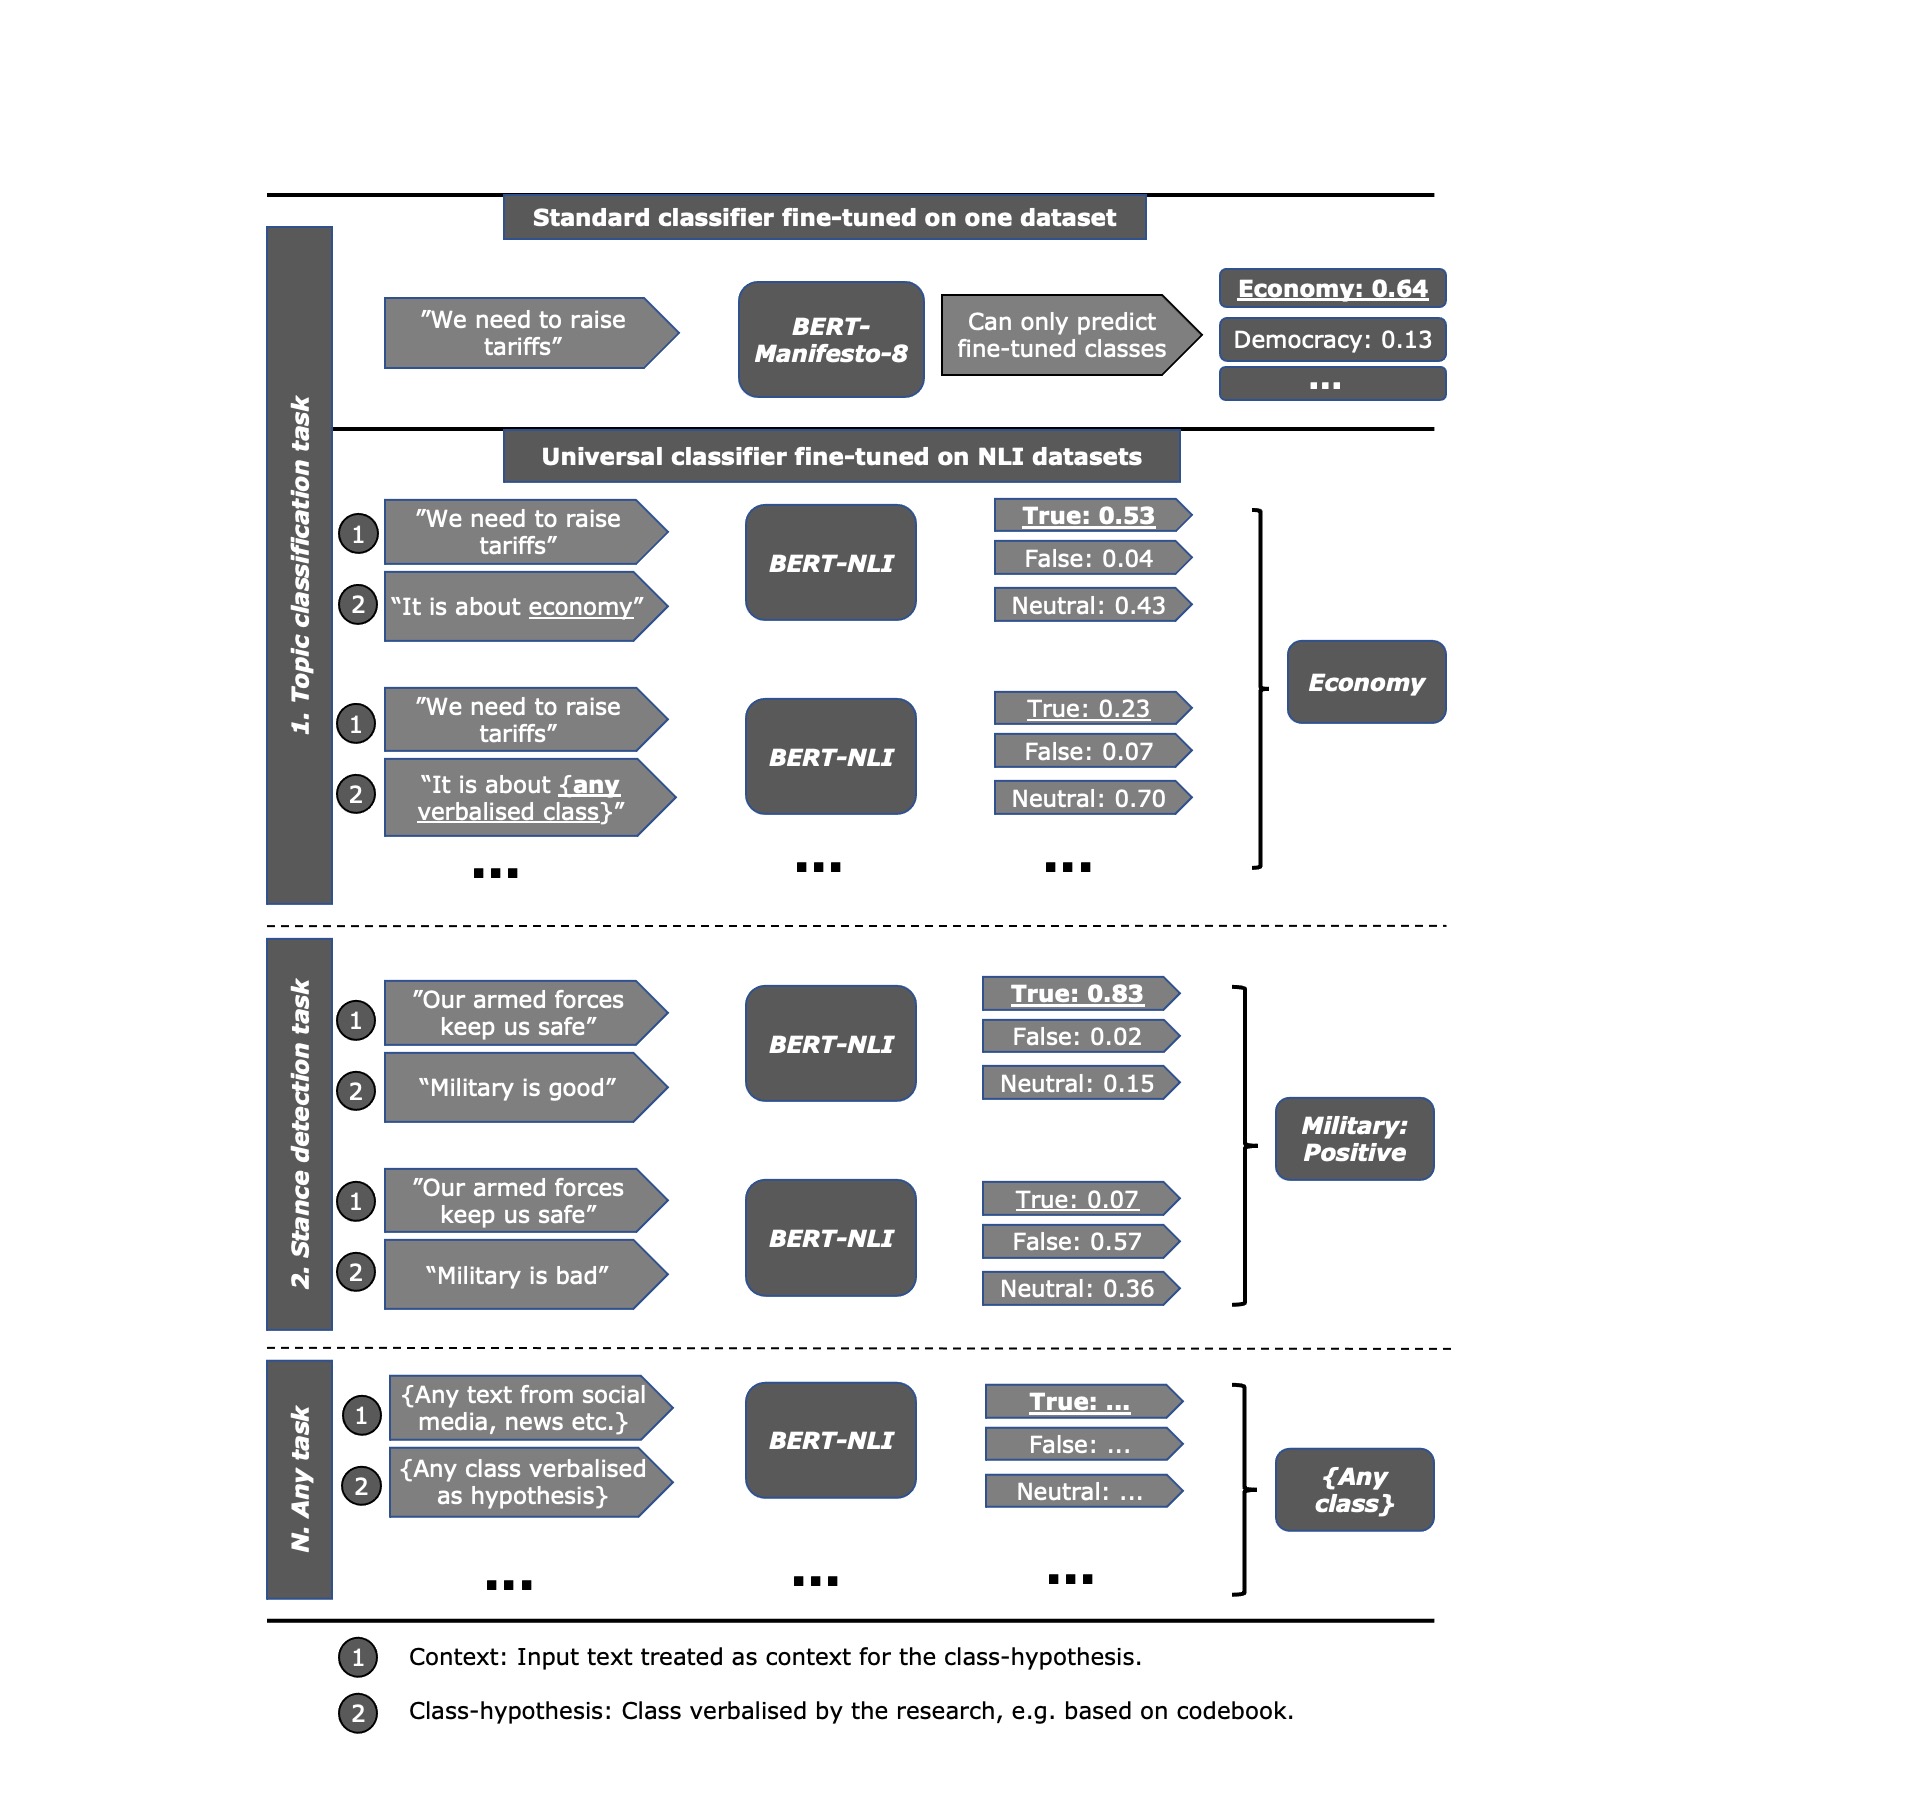 Standard classifier fine-tuned on one dataset
1. Topic classification task
”We need to raise
tariffs”
BERT-
Manifesto-8
Can only predict
fine-tuned classes
Economy: 0.64
Democracy: 0.13
...
Universal classifier fine-tuned on NLI datasets
1
”We need to raise
tariffs”
2
“It is about economy”
BERT-NLI
True: 0.53
False: 0.04
Neutral: 0.43
1
”We need to raise
tariffs”
2
“It is about {any
verbalised class}”
BERT-NLI
True: 0.23
False: 0.07
Neutral: 0.70
Economy
... ... ...
2. Stance detection task
1
”Our armed forces
keep us safe”
2
“Military is good”
BERT-NLI
True: 0.83
False: 0.02
Neutral: 0.15
1
”Our armed forces
keep us safe”
2
“Military is bad”
BERT-NLI
True: 0.07
False: 0.57
Neutral: 0.36
Military:
Positive
N. Any task
1
{Any text from social
media, news etc.}
2
{Any class verbalised
as hypothesis}
BERT-NLI
True: ...
False: ...
Neutral: ...
{Any
class}
... ... ...
1 Context: Input text treated as context for the class-hypothesis.
2 Class-hypothesis: Class verbalised by the research, e.g. based on codebook.